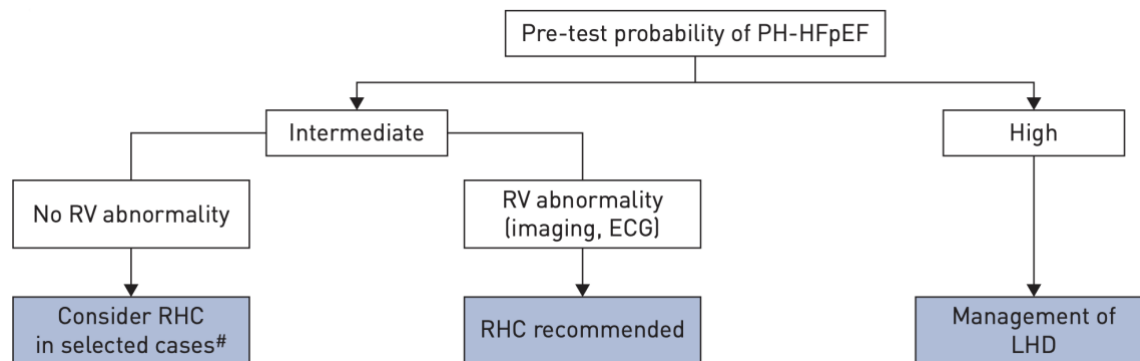 Pre-test probability of PH-HFpEF
Intermediate
High
No RV abnormality
RV abnormality
(imaging, ECG)
Consider RHC
in selected cases#
RHC recommended
Management of
LHD